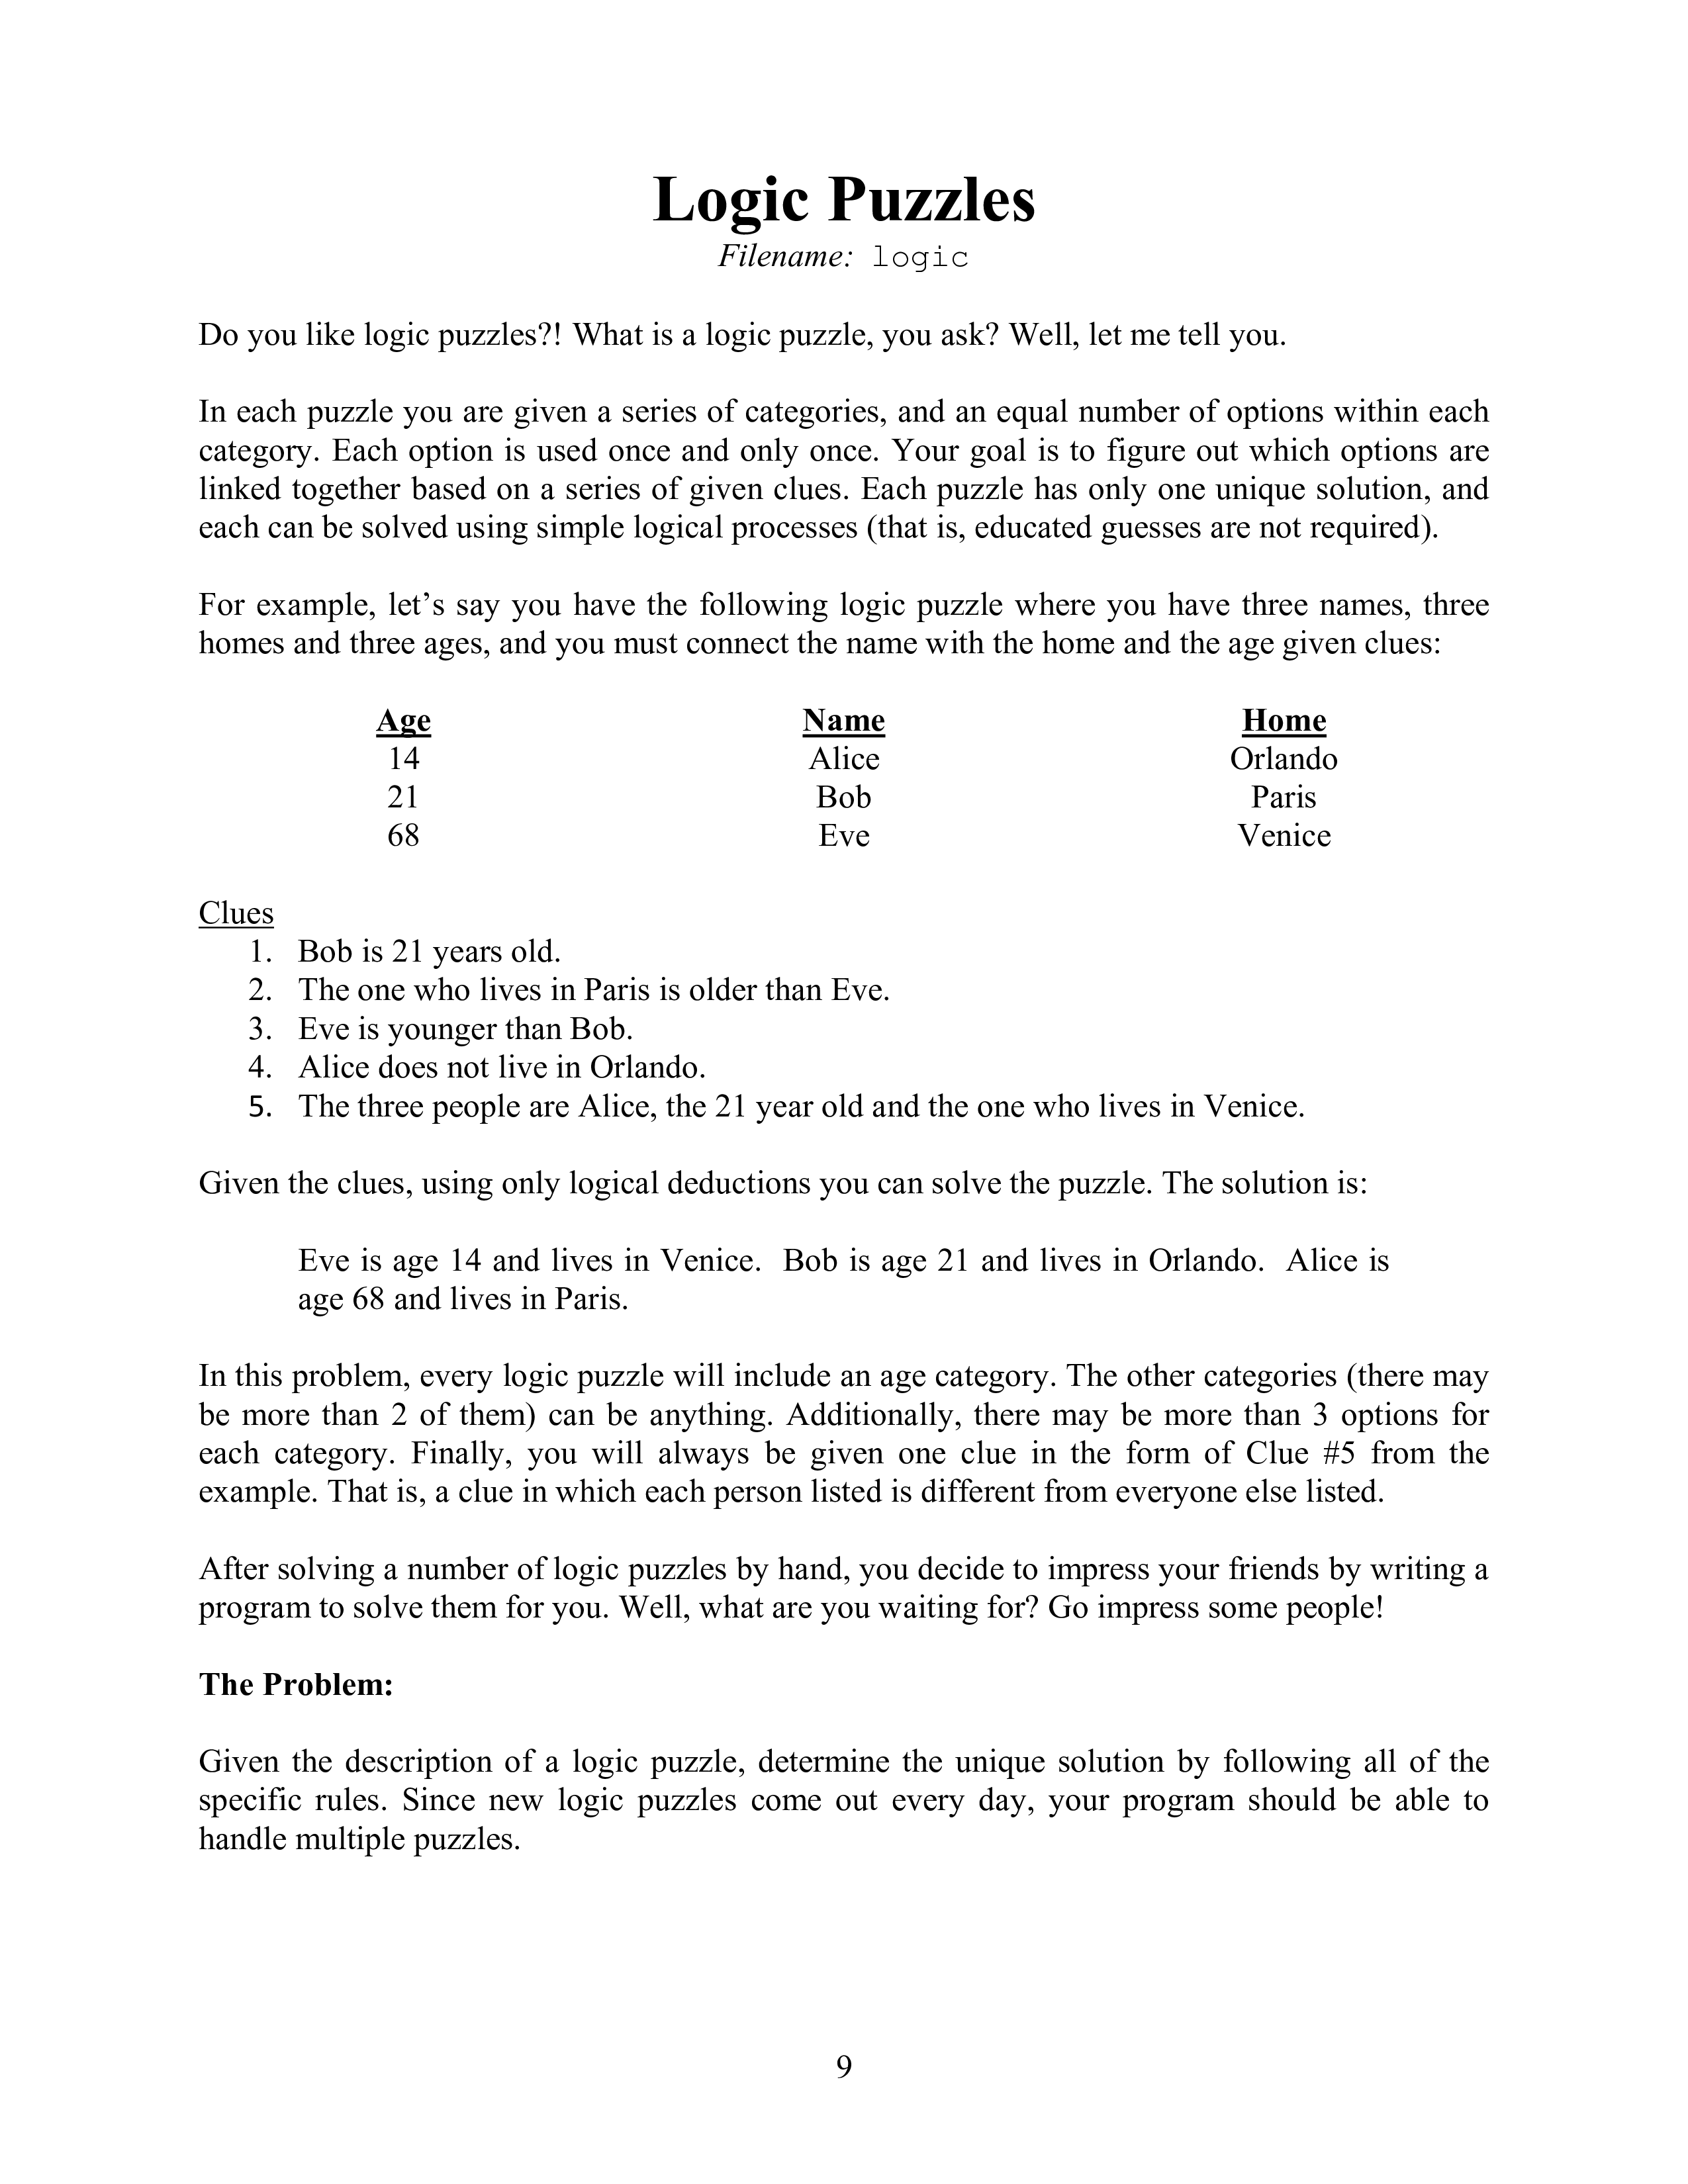 Logic Puzzles
Filename: logic
Do you like logic puzzles?! What is a logic puzzle, you ask? Well, let me tell you.
In each puzzle you are given a series of categories, and an equal number of options within each
category. Each option is used once and only once. Your goal is to figure out which options are
linked together based on a series of given clues. Each puzzle has only one unique solution, and
each can be solved using simple logical processes (that is, educated guesses are not required).
For example, let’s say you have the following logic puzzle where you have three names, three
homes and three ages, and you must connect the name with the home and the age given clues:
Age Name Home
14 Alice Orlando
21 Bob Paris
68 Eve Venice
Clues
1. Bob is 21 years old.
2. The one who lives in Paris is older than Eve.
3. Eve is younger than Bob.
4. Alice does not live in Orlando.
5. The three people are Alice, the 21 year old and the one who lives in Venice.
Given the clues, using only logical deductions you can solve the puzzle. The solution is:
Eve is age 14 and lives in Venice. Bob is age 21 and lives in Orlando. Alice is
age 68 and lives in Paris.
In this problem, every logic puzzle will include an age category. The other categories (there may
be more than 2 of them) can be anything. Additionally, there may be more than 3 options for
each category. Finally, you will always be given one clue in the form of Clue #5 from the
example. That is, a clue in which each person listed is different from everyone else listed.
After solving a number of logic puzzles by hand, you decide to impress your friends by writing a
program to solve them for you. Well, what are you waiting for? Go impress some people!
The Problem:
Given the description of a logic puzzle, determine the unique solution by following all of the
specific rules. Since new logic puzzles come out every day, your program should be able to
handle multiple puzzles.
9